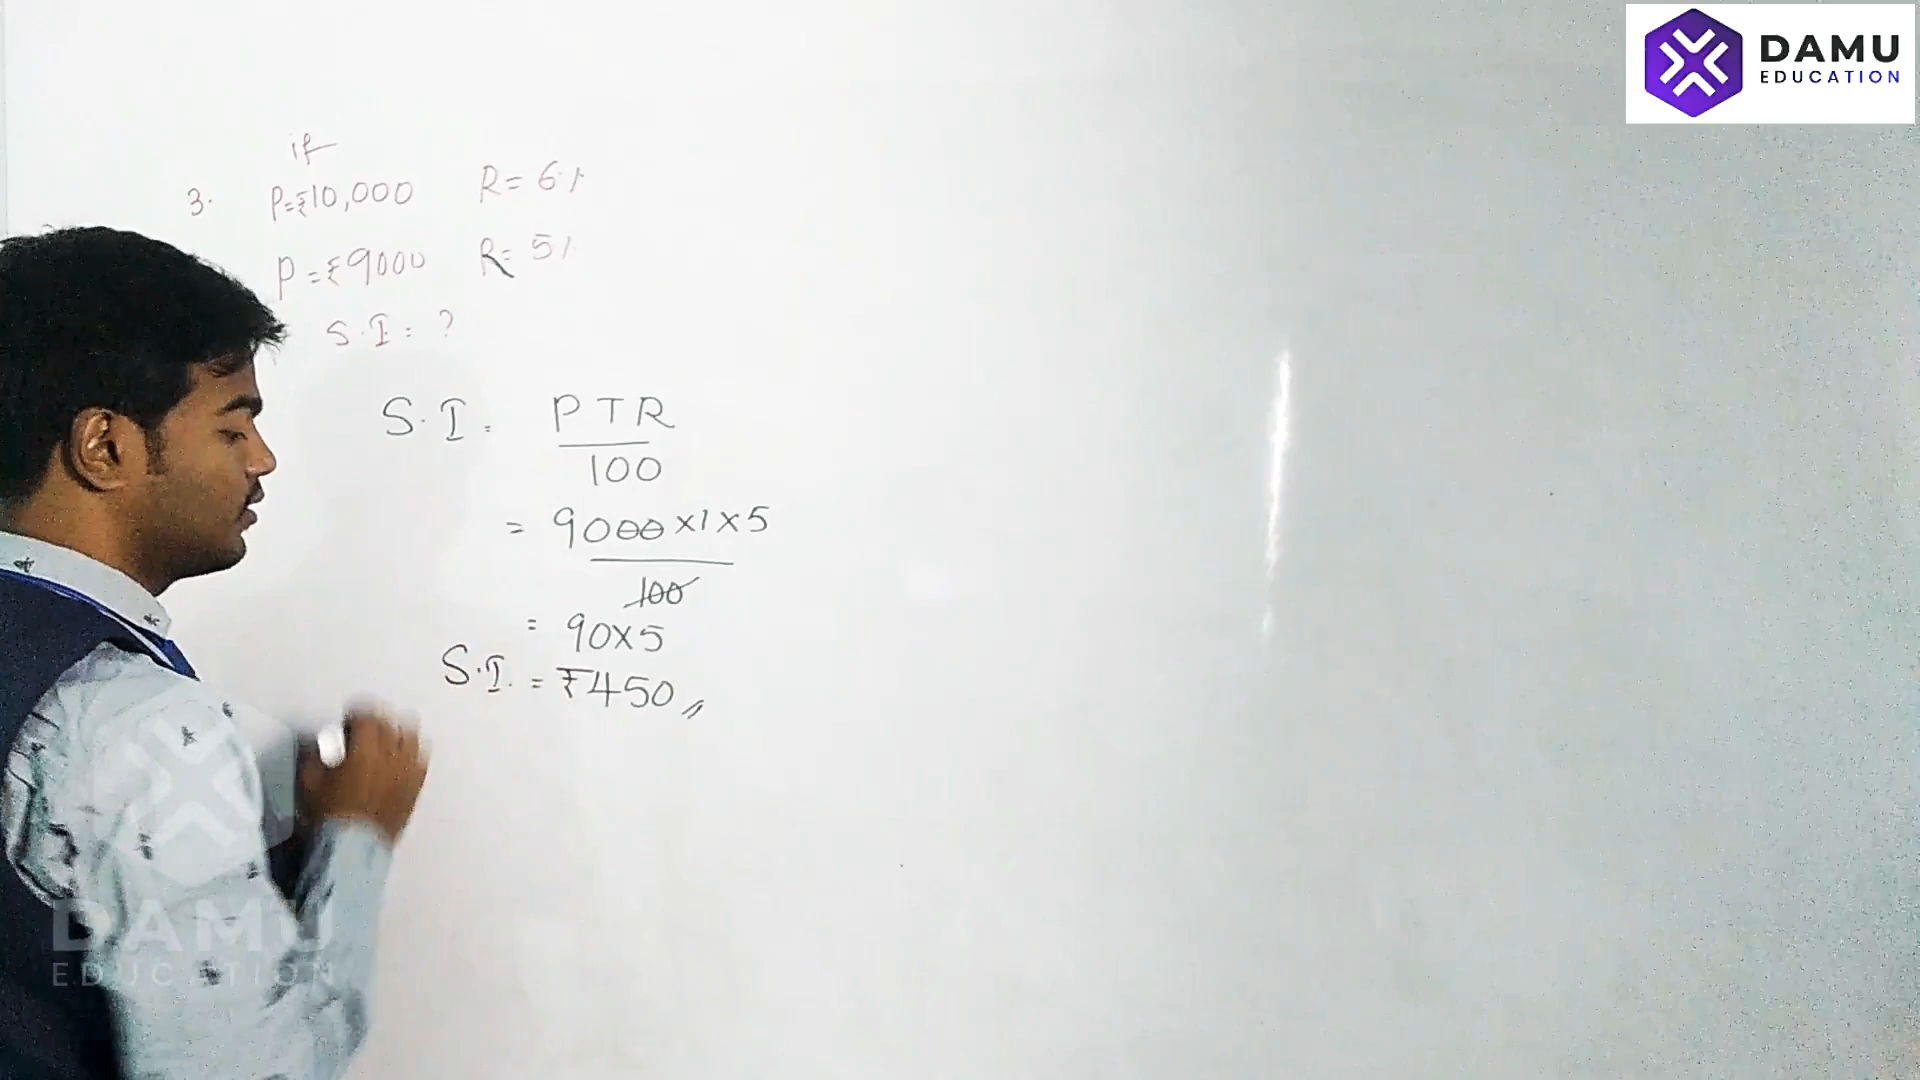 DAMU
EDUCATION
if
3. P=₹10,000 R=6%
P=₹9000 R=5%
S.I=?
S.I. = PTR
100
= 9000×1×5
100
= 90×5
S.I. = ₹450
DAMU
EDUCATION